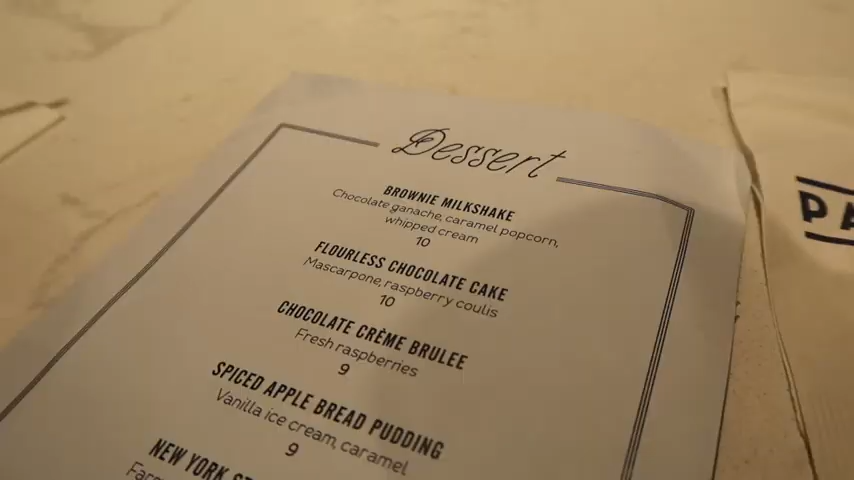 Dessert
BROWNIE MILKSHAKE
Chocolate ganache, caramel popcorn,
whipped cream
10
FLOURLESS CHOCOLATE CAKE
Mascarpone, raspberry coulis
10
CHOCOLATE CRÈME BRULEE
Fresh raspberries
9
SPICED APPLE BREAD PUDDING
Vanilla ice cream, caramel
9
NEW YORK